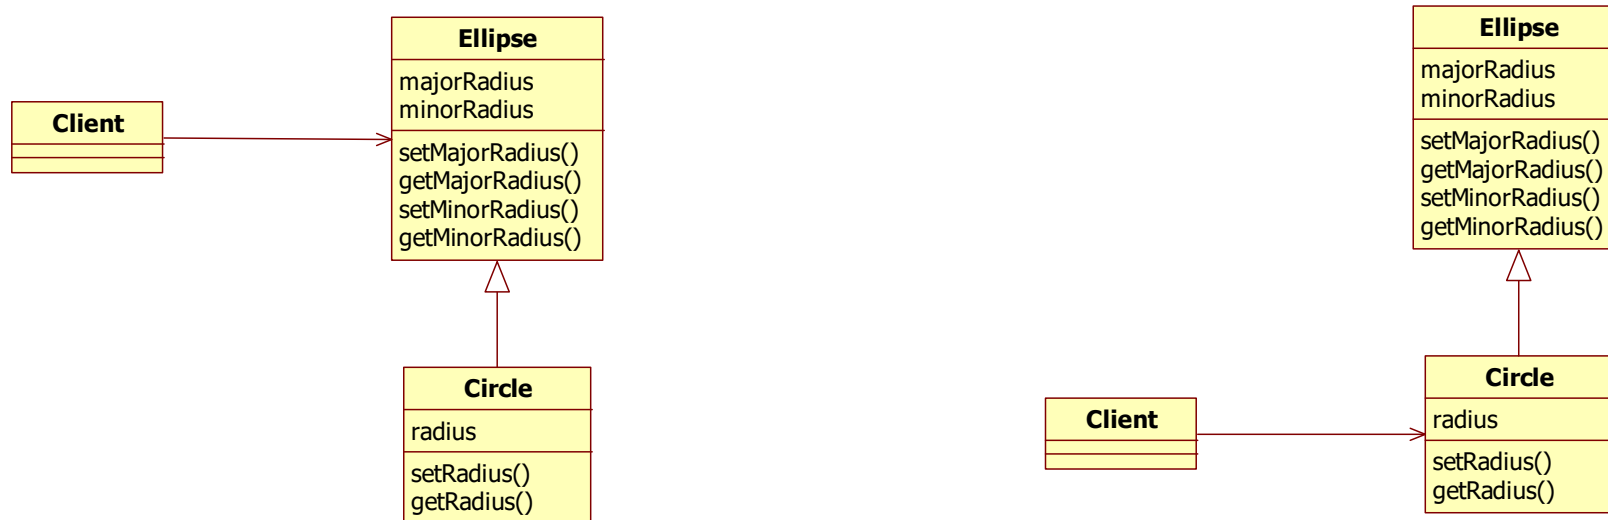 Ellipse
majorRadius
minorRadius
setMajorRadius()
getMajorRadius()
setMinorRadius()
getMinorRadius()
Client
Circle
radius
setRadius()
getRadius()
Ellipse
majorRadius
minorRadius
setMajorRadius()
getMajorRadius()
setMinorRadius()
getMinorRadius()
Client
Circle
radius
setRadius()
getRadius()